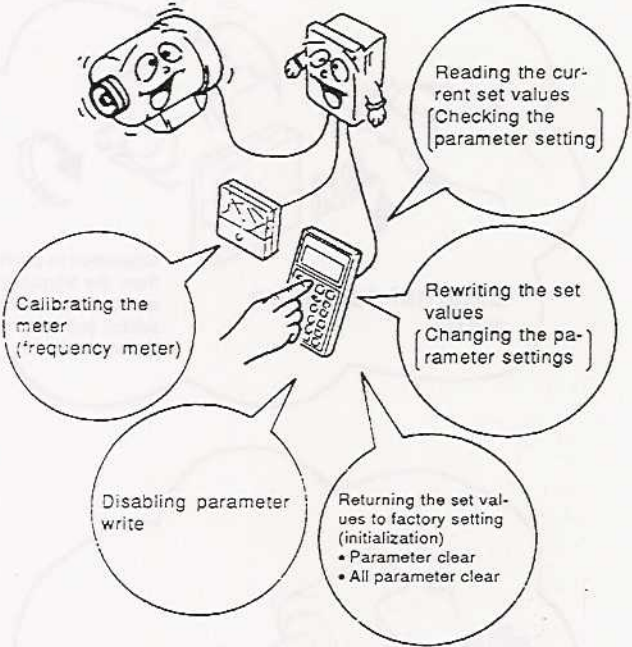 Reading the cur-
rent set values
[Checking the
parameter setting]
Calibrating the
meter
(frequency meter)
Rewriting the set
values
[Changing the pa-
rameter settings]
Disabling parameter
write
Returning the set val-
ues to factory setting
(initialization)
• Parameter clear
• All parameter clear